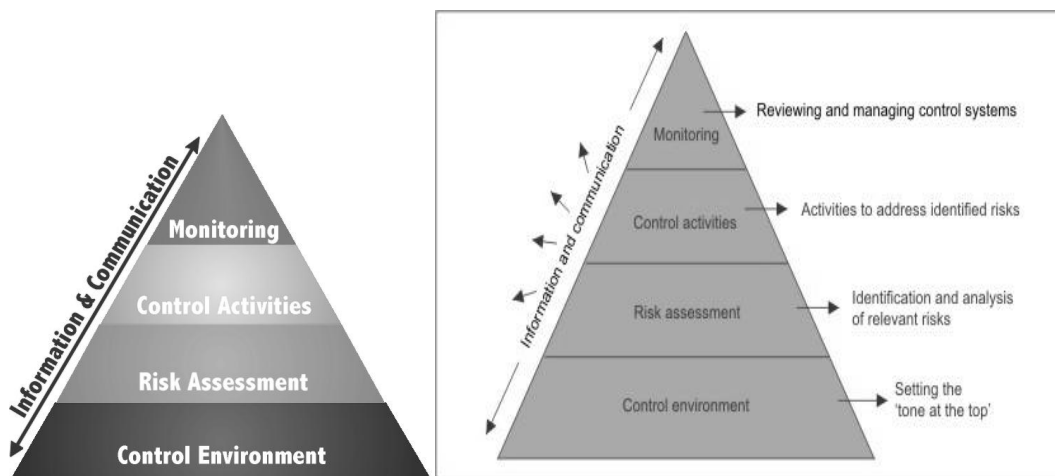 Information & Communication
Monitoring
Control Activities
Risk Assessment
Control Environment
Information and communication
Monitoring
Reviewing and managing control systems
Control activities
Activities to address identified risks
Risk assessment
Identification and analysis
of relevant risks
Control environment
Setting the
'tone at the top'